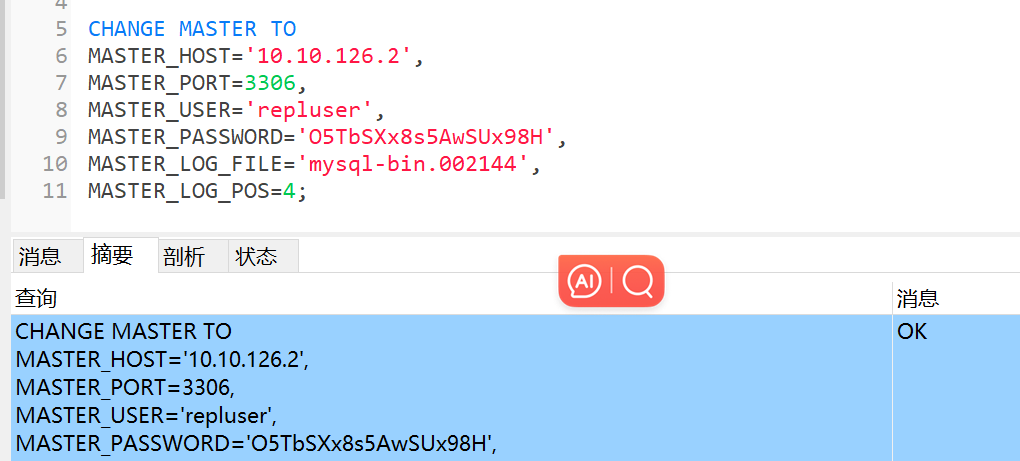 4
5 CHANGE MASTER TO
6 MASTER_HOST='10.10.126.2',
7 MASTER_PORT=3306,
8 MASTER_USER='repluser',
9 MASTER_PASSWORD='O5TbSXx8s5AwSUx98H',
10 MASTER_LOG_FILE='mysql-bin.002144',
11 MASTER_LOG_POS=4;
消息 摘要 剖析 状态
AI
查询 消息
CHANGE MASTER TO OK
MASTER_HOST='10.10.126.2',
MASTER_PORT=3306,
MASTER_USER='repluser',
MASTER_PASSWORD='O5TbSXx8s5AwSUx98H',